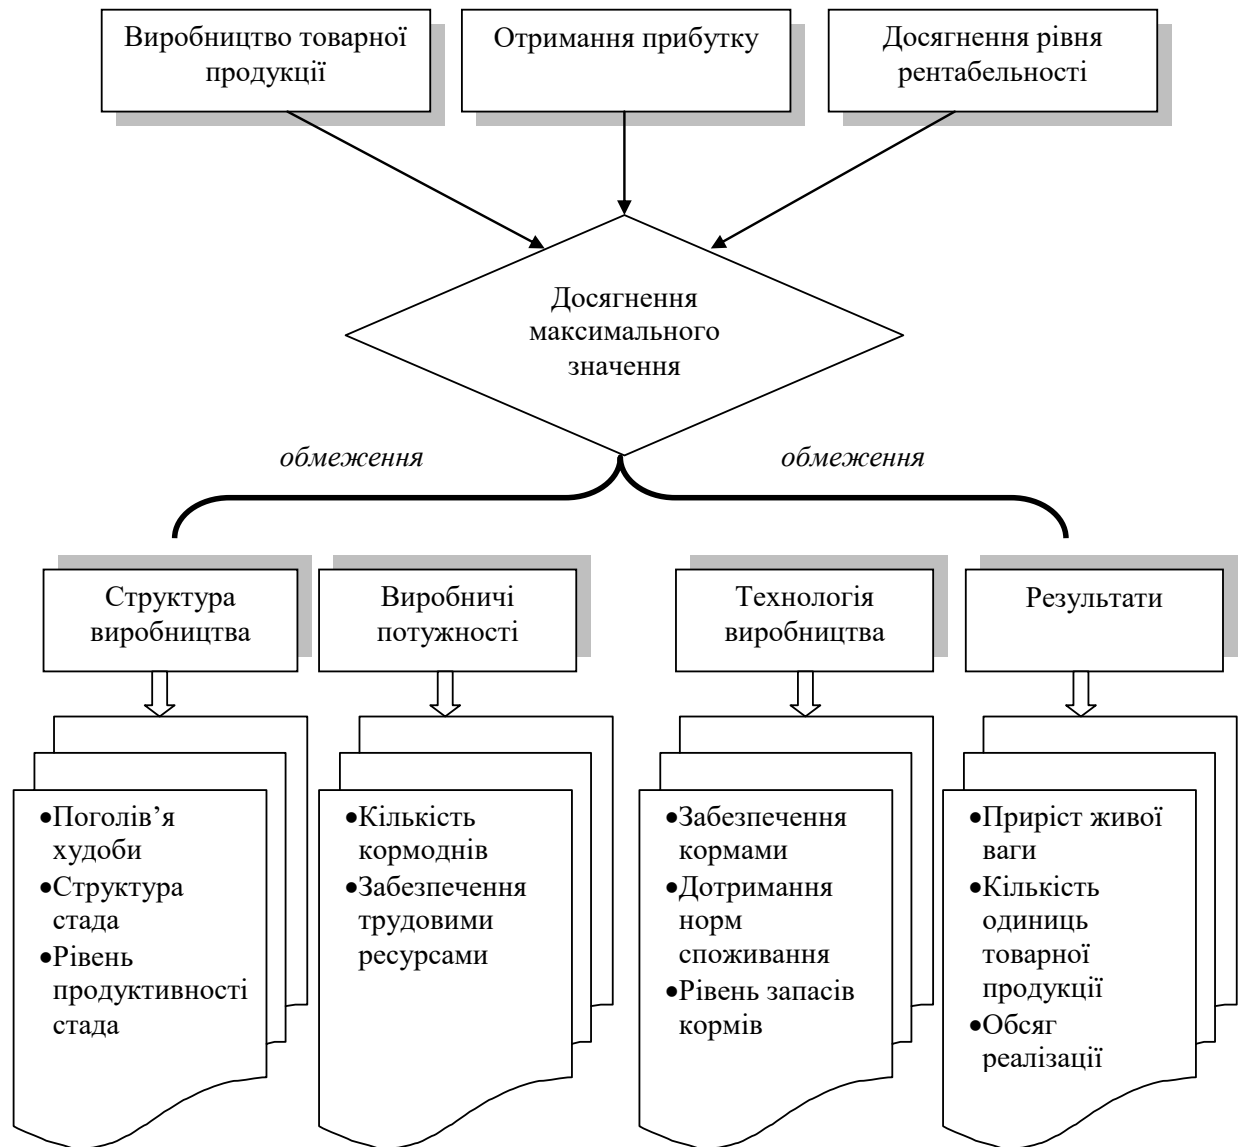 Виробництво товарної
продукції
Отримання прибутку
Досягнення рівня
рентабельності
Досягнення
максимального
значення
обмеження
обмеження
Структура
виробництва
Виробничі
потужності
Технологія
виробництва
Результати
•Поголів’я
худоби
•Структура
стада
•Рівень
продуктивності
стада
•Кількість
кормоднів
•Забезпечення
трудовими
ресурсами
•Забезпечення
кормами
•Дотримання
норм
споживання
•Рівень запасів
кормів
•Приріст живої
ваги
•Кількість
одиниць
товарної
продукції
•Обсяг
реалізації